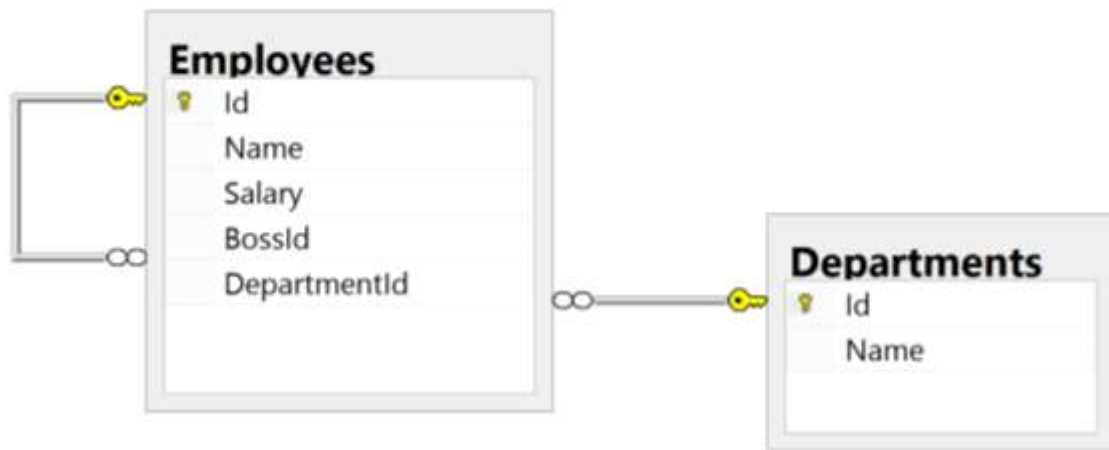 Employees
Id
Name
Salary
BossId
DepartmentId
Departments
Id
Name